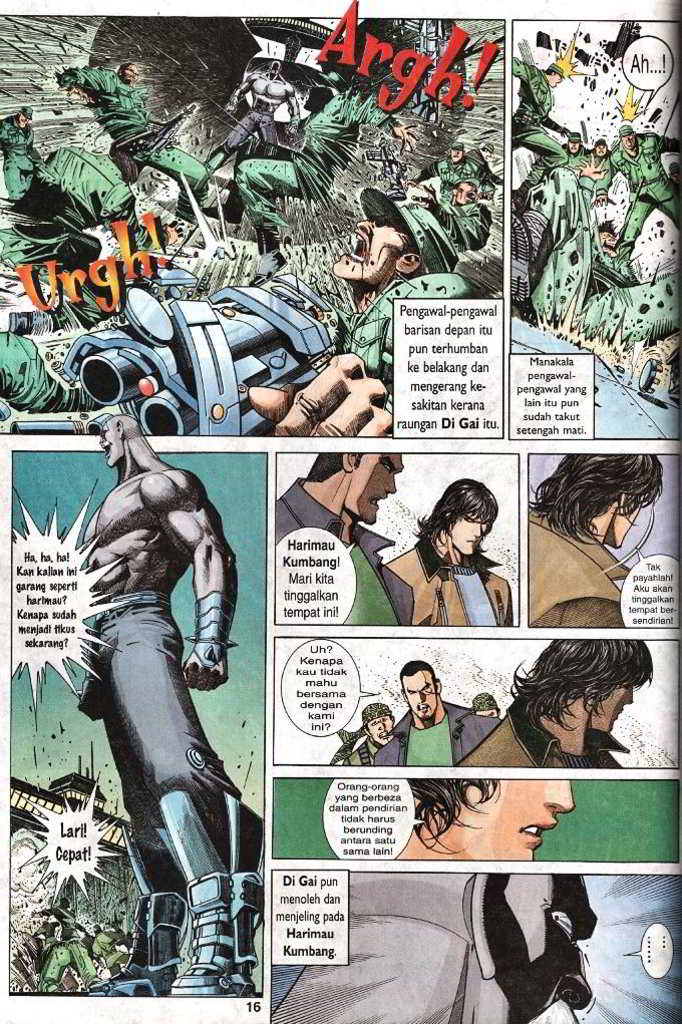 Argh!
Urgh!
Pengawal-pengawal
barisan depan itu
pun terhumban
ke belakang dan
mengerang ke-
sakitan kerana
raungan Di Gai itu.
Ah...!
Manakala
pengawal-
pengawal yang
lain itu pun
sudah takut
setengah mati.
Ha, ha, ha!
Kan kalian ini
garang seperti
harimau?
Kenapa sudah
menjadi tikus
sekarang?
Lari!
Cepat!
Harimau
Kumbang!
Mari kita
tinggalkan
tempat ini!
Tak
payahlah!
Aku akan
tinggalkan
tempat ber-
sendirian!
Uh?
Kenapa
kau tidak
mahu
bersama
dengan
kami
ini?
Orang-orang
yang berbeza
dalam pendirian
tidak harus
berunding
antara satu
sama lain!
Di Gai pun
menoleh dan
menjeling pada
Harimau
Kumbang.
......
16